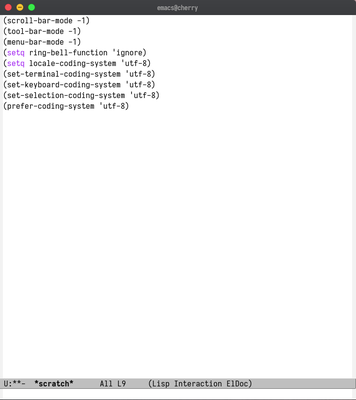 emacs@cherry
(scroll-bar-mode -1)
(tool-bar-mode -1)
(menu-bar-mode -1)
(setq ring-bell-function 'ignore)
(setq locale-coding-system 'utf-8)
(set-terminal-coding-system 'utf-8)
(set-keyboard-coding-system 'utf-8)
(set-selection-coding-system 'utf-8)
(prefer-coding-system 'utf-8)
U:**-  *scratch*      All L9     (Lisp Interaction ElDoc)